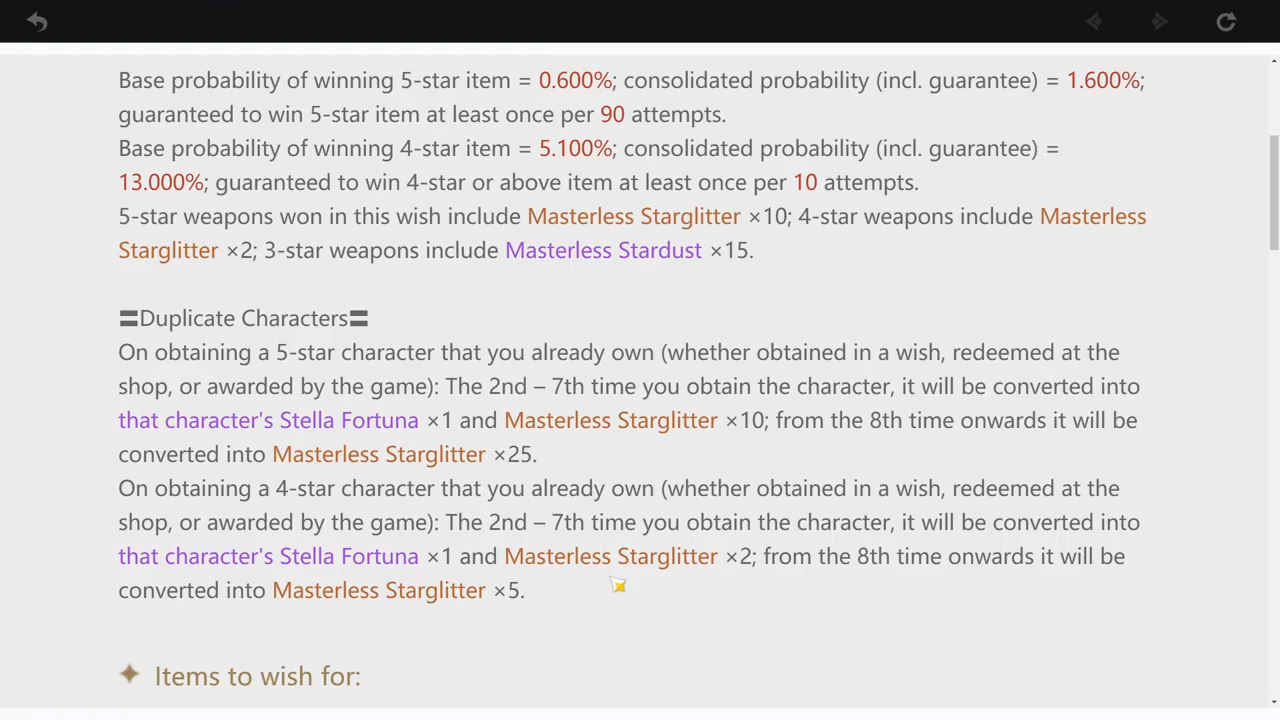 Base probability of winning 5-star item = 0.600%; consolidated probability (incl. guarantee) = 1.600%;
guaranteed to win 5-star item at least once per 90 attempts.
Base probability of winning 4-star item = 5.100%; consolidated probability (incl. guarantee) =
13.000%; guaranteed to win 4-star or above item at least once per 10 attempts.
5-star weapons won in this wish include Masterless Starglitter ×10; 4-star weapons include Masterless
Starglitter ×2; 3-star weapons include Masterless Stardust ×15.
〓Duplicate Characters〓
On obtaining a 5-star character that you already own (whether obtained in a wish, redeemed at the
shop, or awarded by the game): The 2nd – 7th time you obtain the character, it will be converted into
that character's Stella Fortuna ×1 and Masterless Starglitter ×10; from the 8th time onwards it will be
converted into Masterless Starglitter ×25.
On obtaining a 4-star character that you already own (whether obtained in a wish, redeemed at the
shop, or awarded by the game): The 2nd – 7th time you obtain the character, it will be converted into
that character's Stella Fortuna ×1 and Masterless Starglitter ×2; from the 8th time onwards it will be
converted into Masterless Starglitter ×5.
Items to wish for: